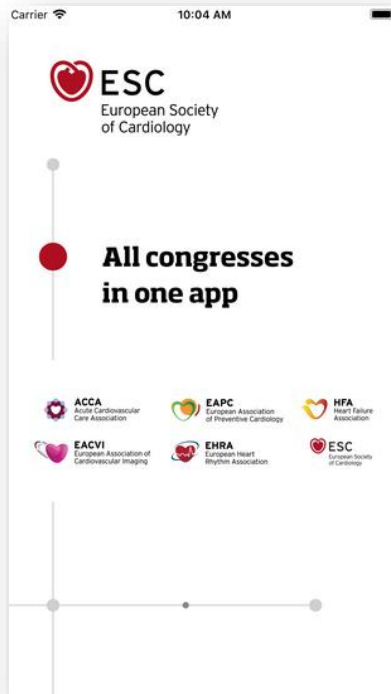 Carrier 10:04 AM
ESC
European Society
of Cardiology
All congresses
in one app
ACCA
Acute Cardiovascular
Care Association
EAPC
European Association
of Preventive Cardiology
HFA
Heart Failure
Association
EACVI
European Association of
Cardiovascular Imaging
EHRA
European Heart
Rhythm Association
ESC
European Society
of Cardiology